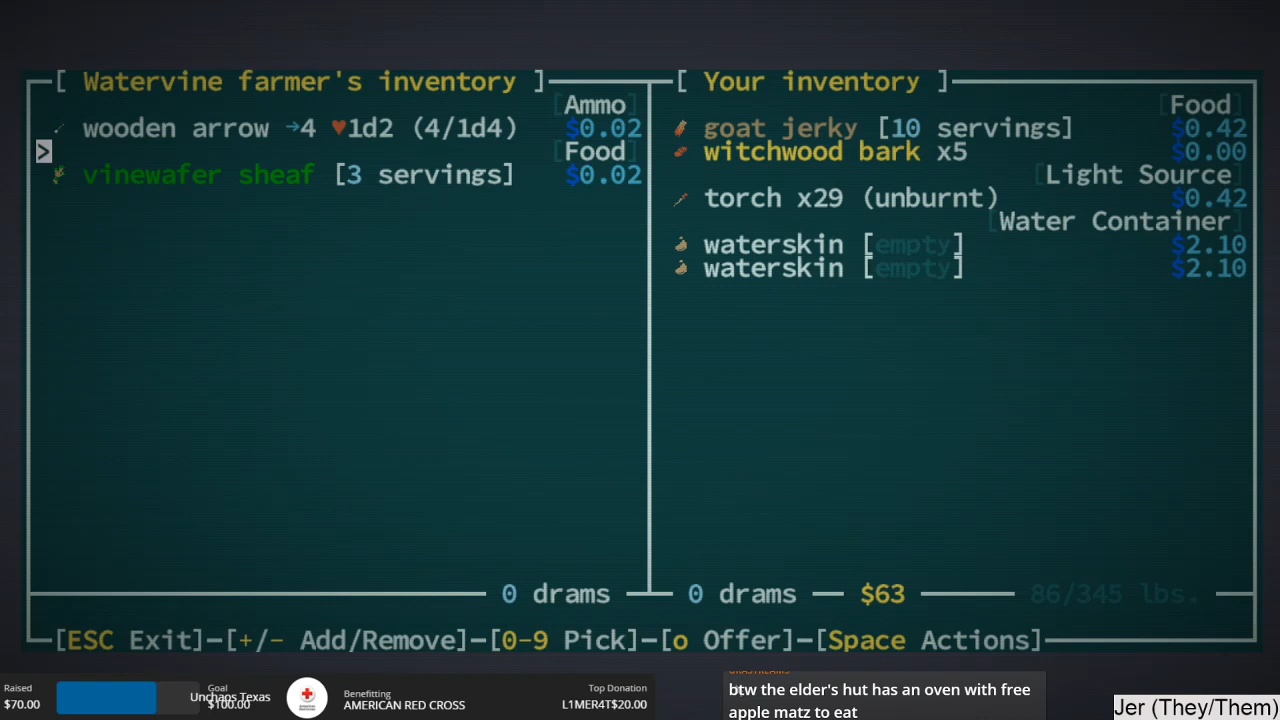 [ Watervine farmer's inventory ]
[Ammo]
wooden arrow →4 ♥1d2 (4/1d4) $0.02
> [Food]
vinewafer sheaf [3 servings] $0.02
[ Your inventory ]
[Food]
goat jerky [10 servings] $0.42
witchwood bark x5 $0.00
[Light Source]
torch x29 (unburnt) $0.42
[Water Container]
waterskin [empty] $2.10
waterskin [empty] $2.10
0 drams
0 drams — $63 86/345 lbs.
[ESC Exit]–[+/- Add/Remove]–[0-9 Pick]–[o Offer]–[Space Actions]
Raised
$70.00
Goal
$100.00
Unchaos Texas
Benefitting
AMERICAN RED CROSS
Top Donation
L1MER4T$20.00
btw the elder's hut has an oven with free
apple matz to eat
Jer (They/Them)